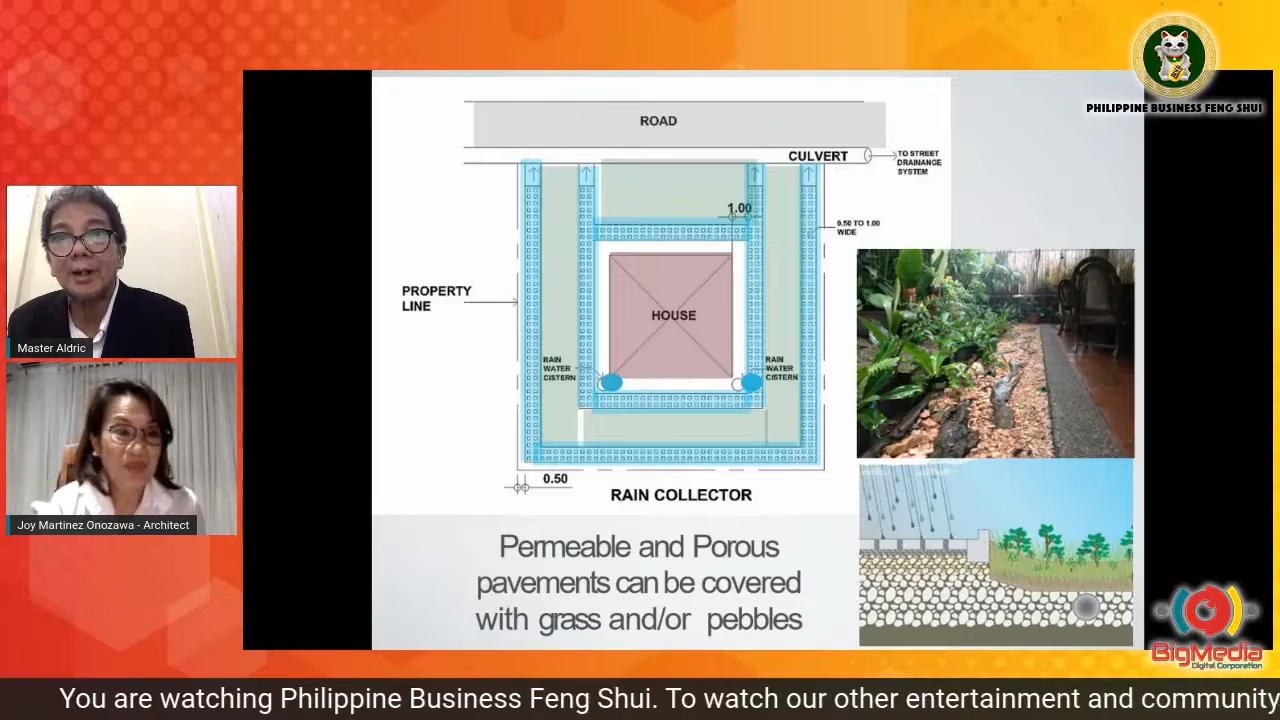 PHILIPPINE BUSINESS FENG SHUI
ROAD
CULVERT
TO STREET
DRAINANGE
SYSTEM
1.00
0.50 TO 1.00
WIDE
PROPERTY
LINE
HOUSE
RAIN
WATER
CISTERN
RAIN
WATER
CISTERN
0.50
RAIN COLLECTOR
Permeable and Porous
pavements can be covered
with grass and/or pebbles
Master Aldric
Joy Martinez Onozawa - Architect
BigMedia
Digital Corporation
You are watching Philippine Business Feng Shui. To watch our other entertainment and community